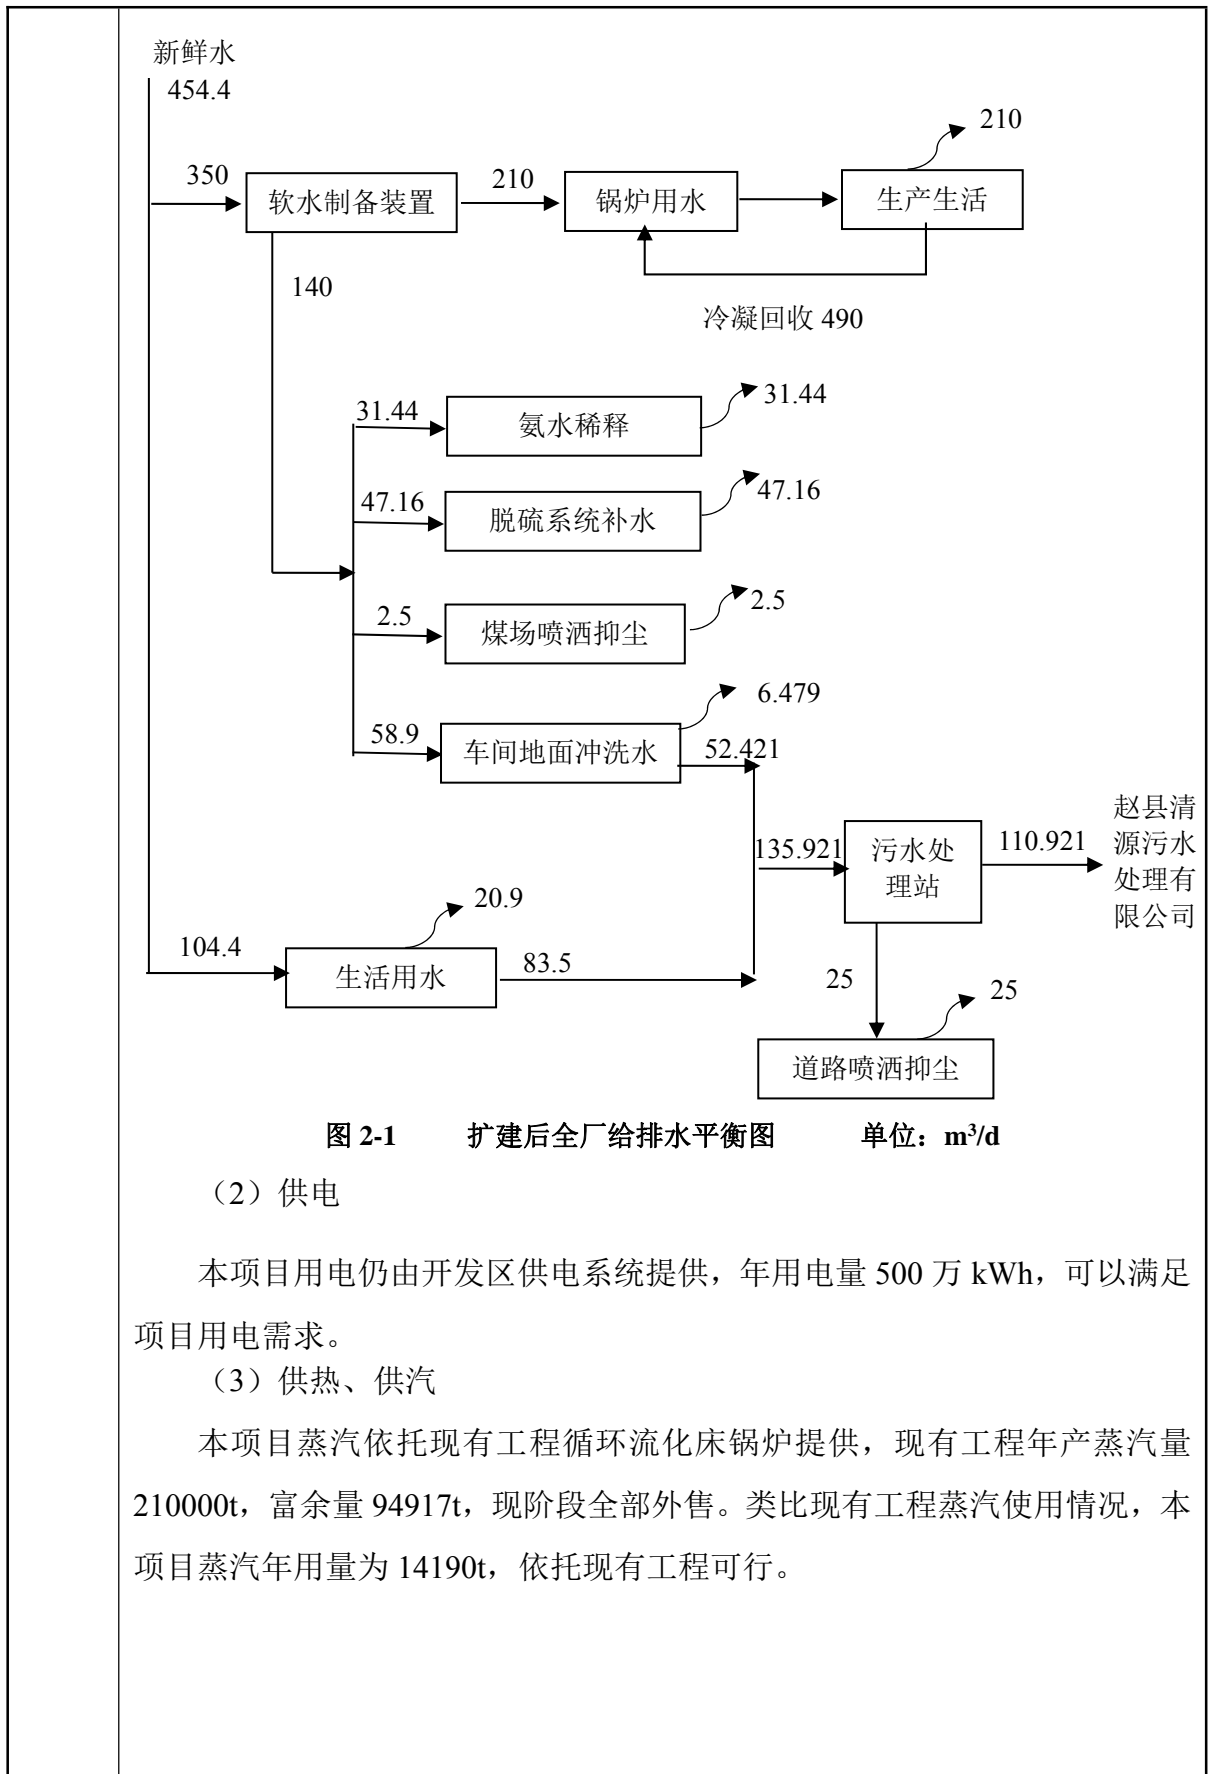 新鲜水
454.4
210
350
软水制备装置
210
锅炉用水
生产生活
140
冷凝回收 490
31.44
氨水稀释
31.44
47.16
脱硫系统补水
47.16
2.5
煤场喷洒抑尘
2.5
6.479
58.9
车间地面冲洗水
52.421
135.921
污水处
理站
110.921
赵县清
源污水
处理有
限公司
20.9
104.4
生活用水
83.5
25
25
道路喷洒抑尘
图 2-1 扩建后全厂给排水平衡图 单位：m³/d
（2）供电
本项目用电仍由开发区供电系统提供，年用电量 500 万 kWh，可以满足
项目用电需求。
（3）供热、供汽
本项目蒸汽依托现有工程循环流化床锅炉提供，现有工程年产蒸汽量
210000t，富余量 94917t，现阶段全部外售。类比现有工程蒸汽使用情况，本
项目蒸汽年用量为 14190t，依托现有工程可行。